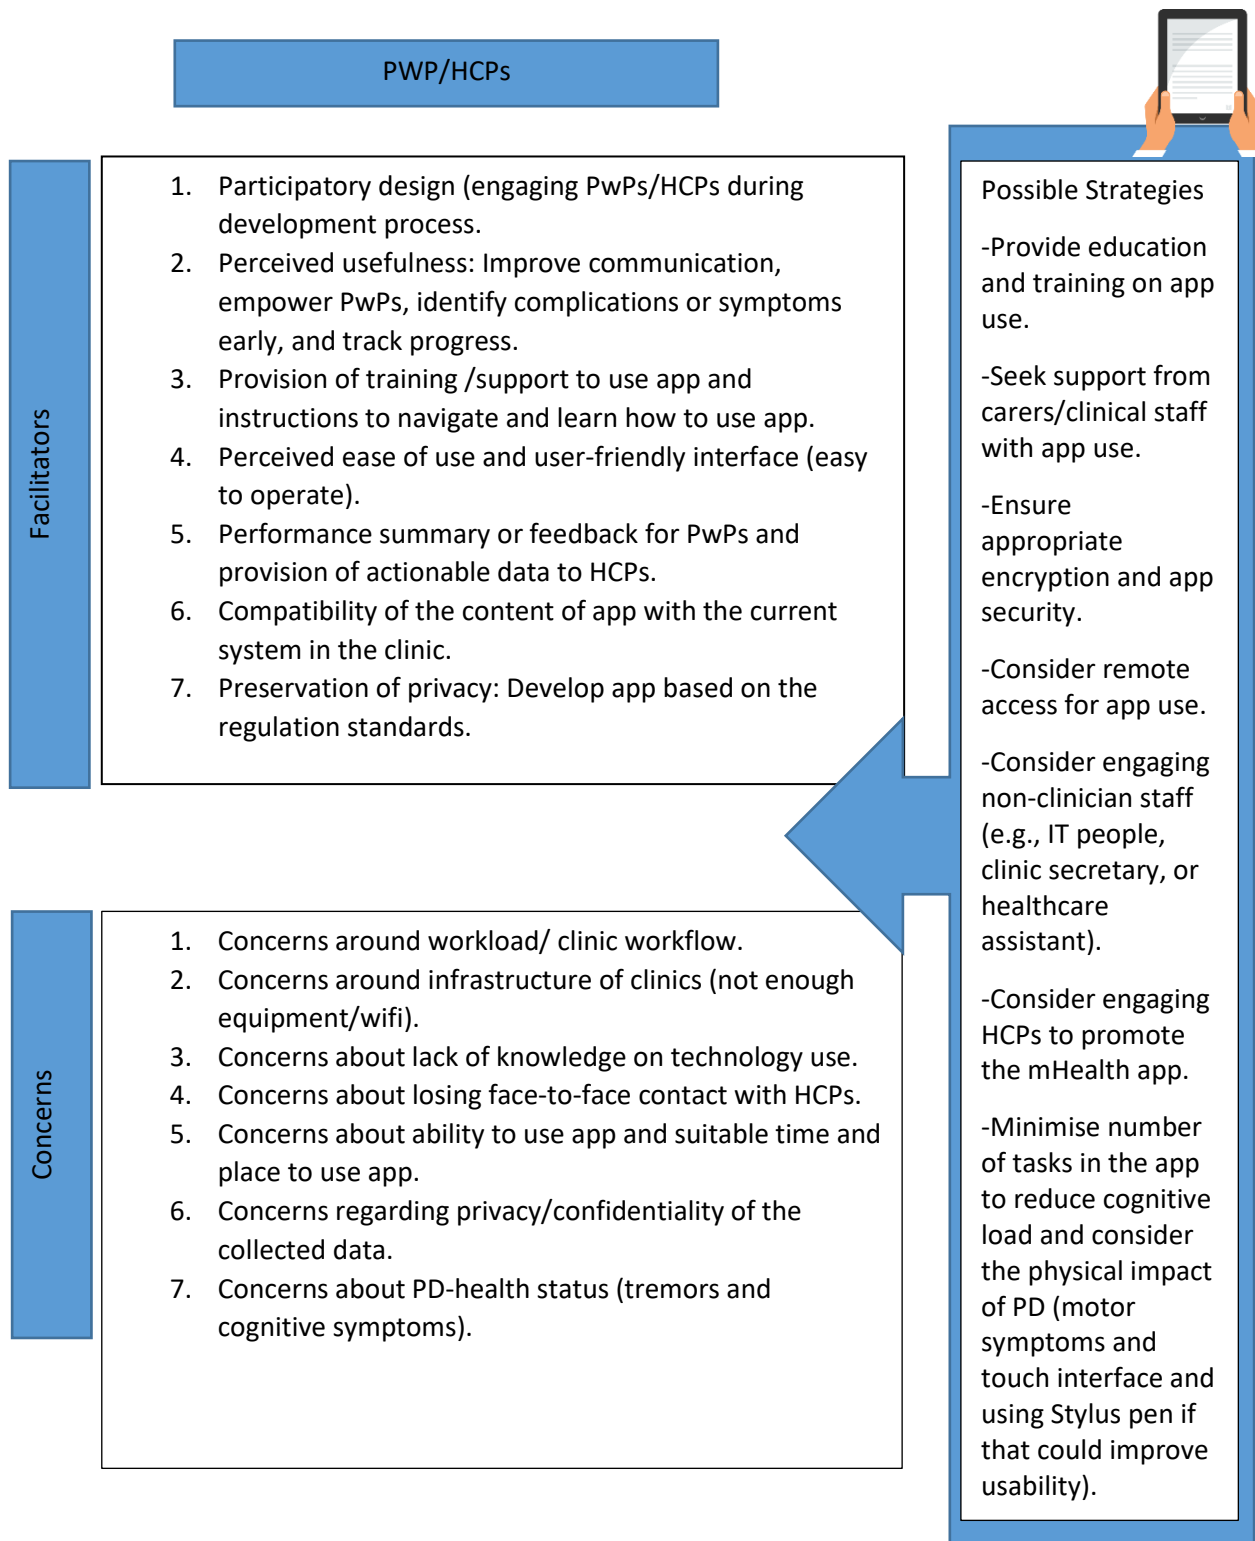 PWP/HCPs
Facilitators
1. Participatory design (engaging PwPs/HCPs during
development process.
2. Perceived usefulness: Improve communication,
empower PwPs, identify complications or symptoms
early, and track progress.
3. Provision of training /support to use app and
instructions to navigate and learn how to use app.
4. Perceived ease of use and user-friendly interface (easy
to operate).
5. Performance summary or feedback for PwPs and
provision of actionable data to HCPs.
6. Compatibility of the content of app with the current
system in the clinic.
7. Preservation of privacy: Develop app based on the
regulation standards.
Concerns
1. Concerns around workload/ clinic workflow.
2. Concerns around infrastructure of clinics (not enough
equipment/wifi).
3. Concerns about lack of knowledge on technology use.
4. Concerns about losing face-to-face contact with HCPs.
5. Concerns about ability to use app and suitable time and
place to use app.
6. Concerns regarding privacy/confidentiality of the
collected data.
7. Concerns about PD-health status (tremors and
cognitive symptoms).
Possible Strategies
-Provide education
and training on app
use.
-Seek support from
carers/clinical staff
with app use.
-Ensure
appropriate
encryption and app
security.
-Consider remote
access for app use.
-Consider engaging
non-clinician staff
(e.g., IT people,
clinic secretary, or
healthcare
assistant).
-Consider engaging
HCPs to promote
the mHealth app.
-Minimise number
of tasks in the app
to reduce cognitive
load and consider
the physical impact
of PD (motor
symptoms and
touch interface and
using Stylus pen if
that could improve
usability).